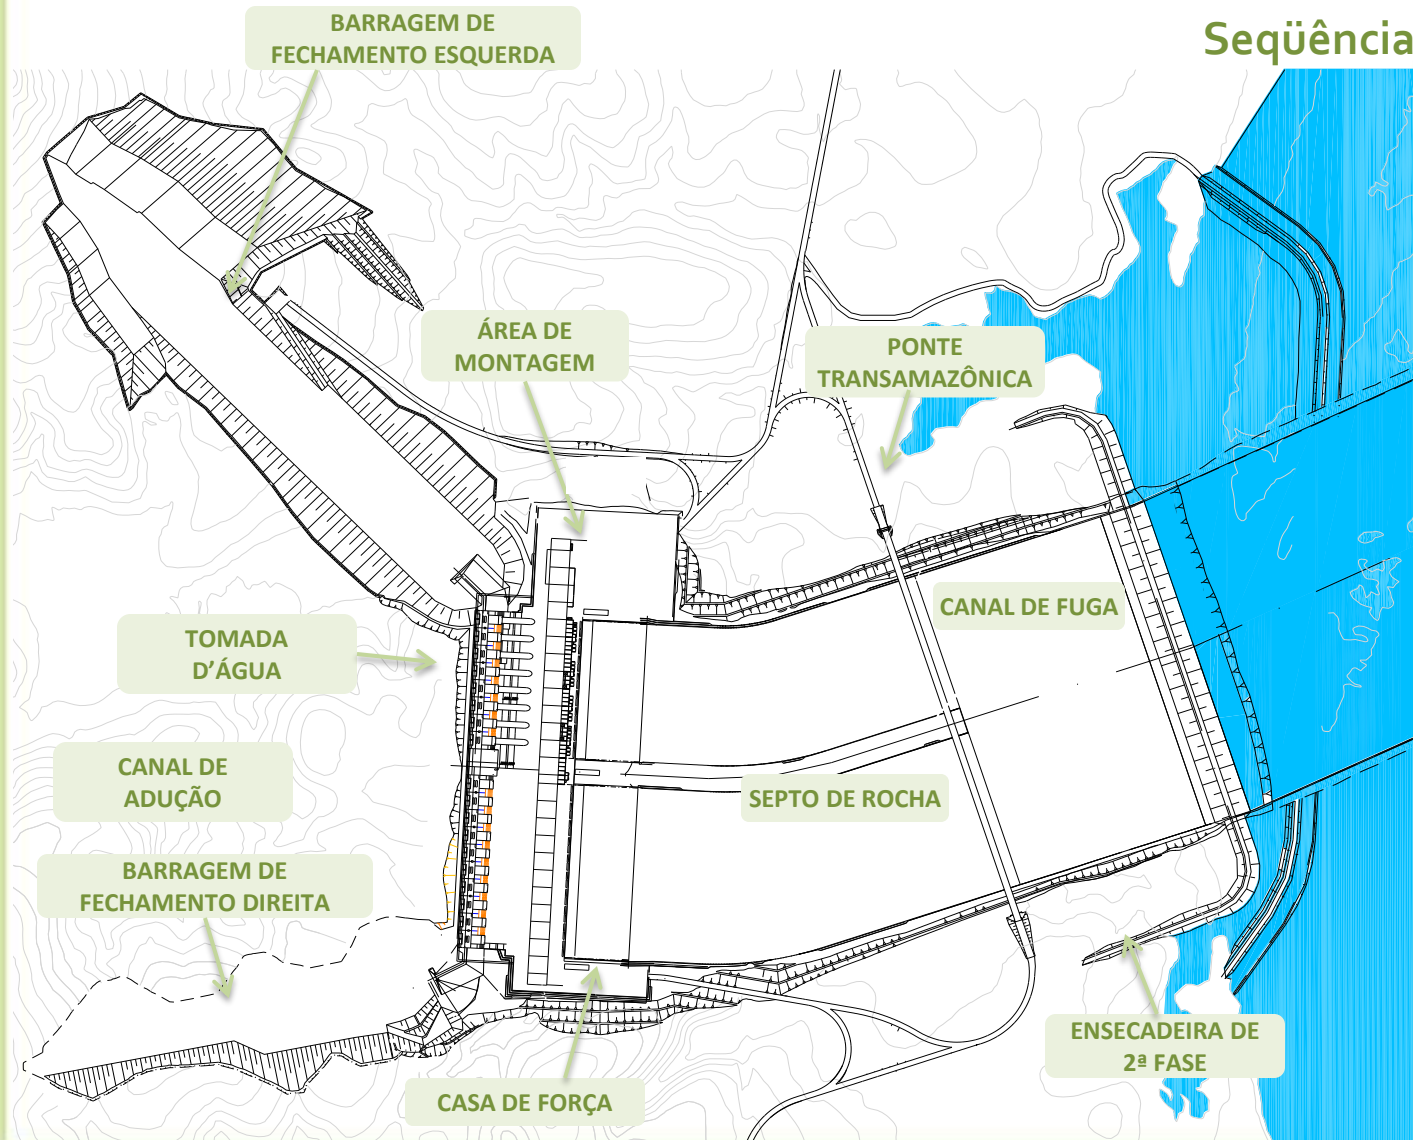 BARRAGEM DE
FECHAMENTO ESQUERDA
Seqüência
ÁREA DE
MONTAGEM
PONTE
TRANSAMAZÔNICA
CANAL DE FUGA
TOMADA
D’ÁGUA
CANAL DE
ADUÇÃO
SEPTO DE ROCHA
BARRAGEM DE
FECHAMENTO DIREITA
ENSECADEIRA DE
2ª FASE
CASA DE FORÇA